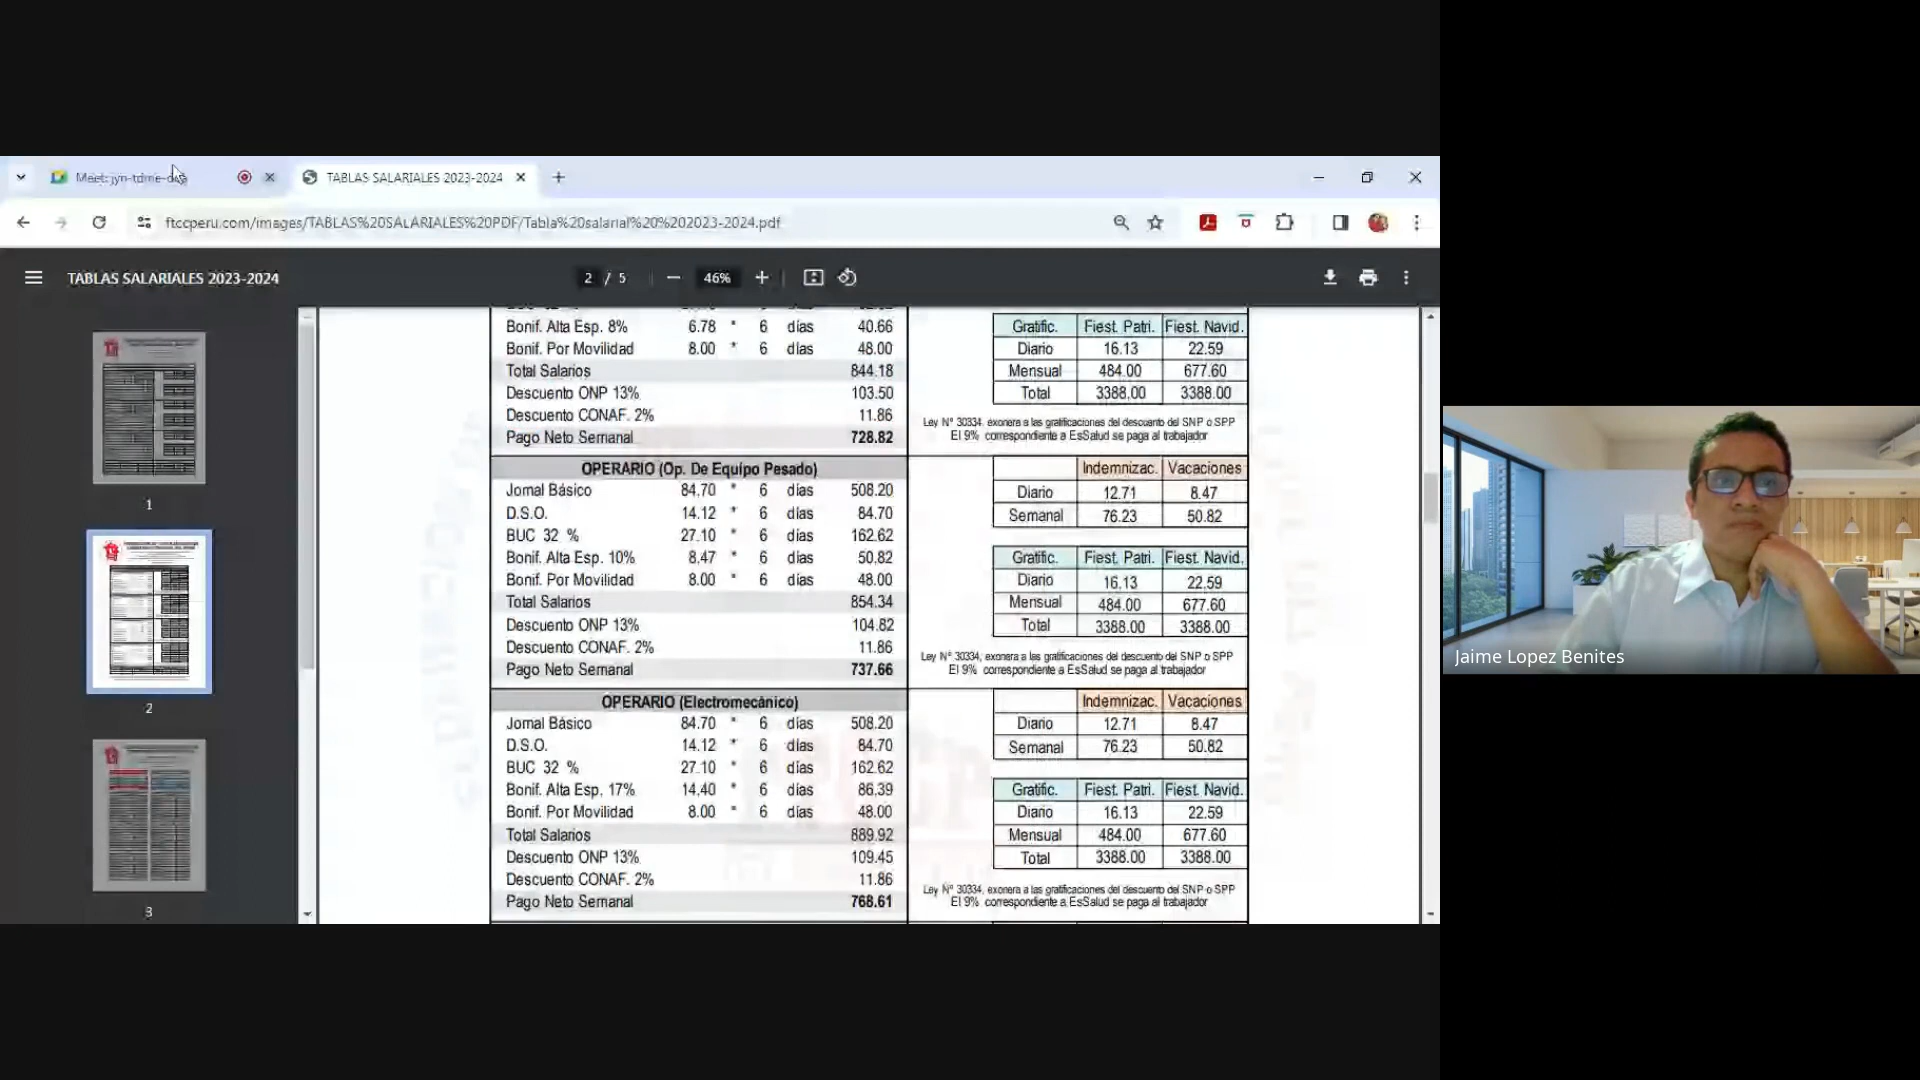 TABLAS SALARIALES 2023-2024
ftccperu.com/images/TABLAS%20SALARIALES%20PDF/Tabla%20salarial%20%202023-2024.pdf
TABLAS SALARIALES 2023-2024
2 / 5
46%
1
2
3
Bonif. Alta Esp. 8% 6.78 * 6 días 40.66
Bonif. Por Movilidad 8.00 * 6 días 48.00
Total Salarios 844.18
Descuento ONP 13% 103.50
Descuento CONAF. 2% 11.86
Pago Neto Semanal 728.82
Gratific. Fiest. Patri. Fiest. Navid.
Diario 16.13 22.59
Mensual 484.00 677.60
Total 3388.00 3388.00
Ley Nº 30334, exonera a las gratificaciones del descuento del SNP o SPP
El 9% correspondiente a EsSalud se paga al trabajador
OPERARIO (Op. De Equipo Pesado)
Jornal Básico 84.70 * 6 días 508.20
D.S.O. 14.12 * 6 días 84.70
BUC 32 % 27.10 * 6 días 162.62
Bonif. Alta Esp. 10% 8.47 * 6 días 50.82
Bonif. Por Movilidad 8.00 * 6 días 48.00
Total Salarios 854.34
Descuento ONP 13% 104.82
Descuento CONAF. 2% 11.86
Pago Neto Semanal 737.66
Indemnizac. Vacaciones
Diario 12.71 8.47
Semanal 76.23 50.82
Gratific. Fiest. Patri. Fiest. Navid.
Diario 16.13 22.59
Mensual 484.00 677.60
Total 3388.00 3388.00
Ley Nº 30334, exonera a las gratificaciones del descuento del SNP o SPP
El 9% correspondiente a EsSalud se paga al trabajador
OPERARIO (Electromecánico)
Jornal Básico 84.70 * 6 días 508.20
D.S.O. 14.12 * 6 días 84.70
BUC 32 % 27.10 * 6 días 162.62
Bonif. Alta Esp. 17% 14.40 * 6 días 86.39
Bonif. Por Movilidad 8.00 * 6 días 48.00
Total Salarios 889.92
Descuento ONP 13% 109.45
Descuento CONAF. 2% 11.86
Pago Neto Semanal 768.61
Indemnizac. Vacaciones
Diario 12.71 8.47
Semanal 76.23 50.82
Gratific. Fiest. Patri. Fiest. Navid.
Diario 16.13 22.59
Mensual 484.00 677.60
Total 3388.00 3388.00
Ley Nº 30334, exonera a las gratificaciones del descuento del SNP o SPP
El 9% correspondiente a EsSalud se paga al trabajador
Jaime Lopez Benites